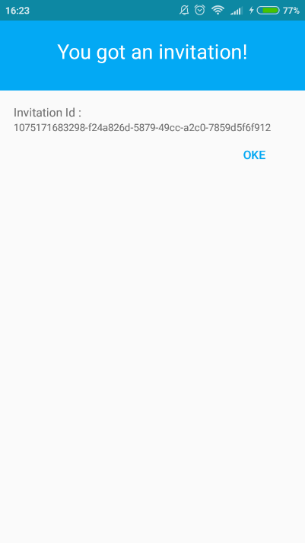 16:23
77%
You got an invitation!
Invitation Id :
1075171683298-f24a826d-5879-49cc-a2c0-7859d5f6f912
OKE